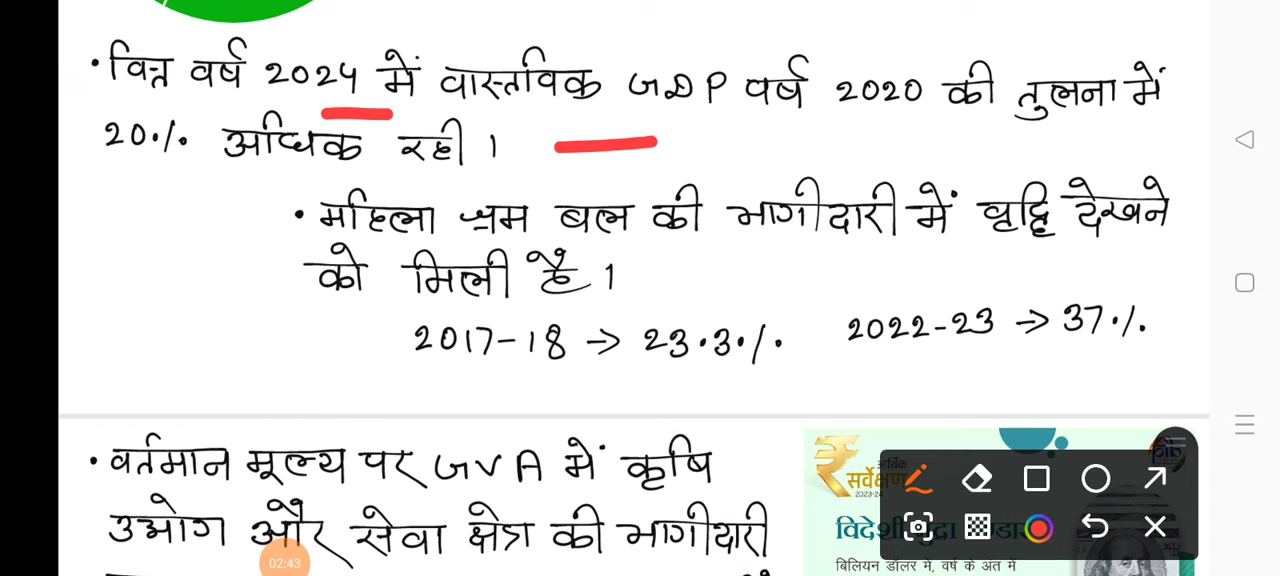 • वित्त वर्ष 2024 में वास्तविक GDP वर्ष 2020 की तुलना में
20% अधिक रही ।
• महिला श्रम बल की भागीदारी में वृद्धि देखने
को मिली है ।
2017-18 → 23.3%. 2022-23 → 37%.
• वर्तमान मूल्य पर GVA में कृषि
उद्योग और सेवा क्षेत्र की भागीदारी
आर्थिक
सर्वेक्षण
2023-24
pib
बिलियन डॉलर में, वर्ष के अंत में
02:43